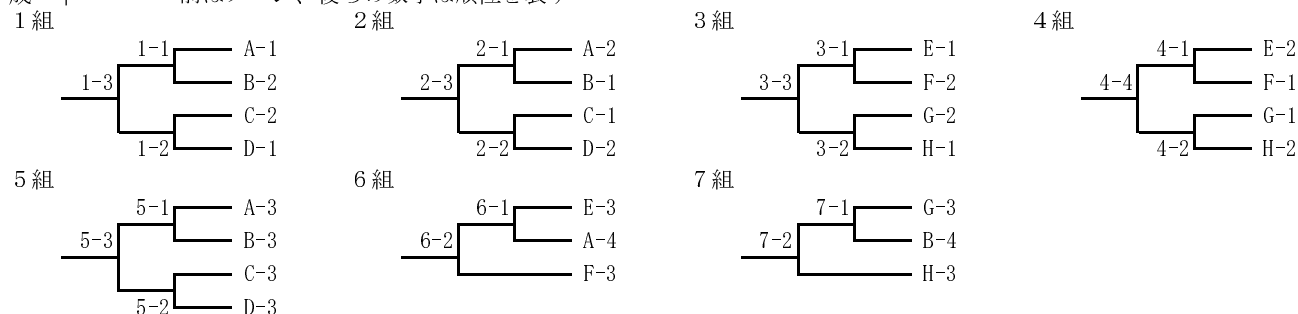 1組 2組 3組 4組
1-1 A-1 2-1 A-2 3-1 E-1 4-1 E-2
1-3 B-2 2-3 B-1 3-3 F-2 4-4 F-1
C-2 C-1 G-2 G-1
1-2 D-1 2-2 D-2 3-2 H-1 4-2 H-2
5組 6組 7組
5-1 A-3 6-1 E-3 7-1 G-3
5-3 B-3 6-2 A-4 7-2 B-4
C-3 F-3 H-3
5-2 D-3